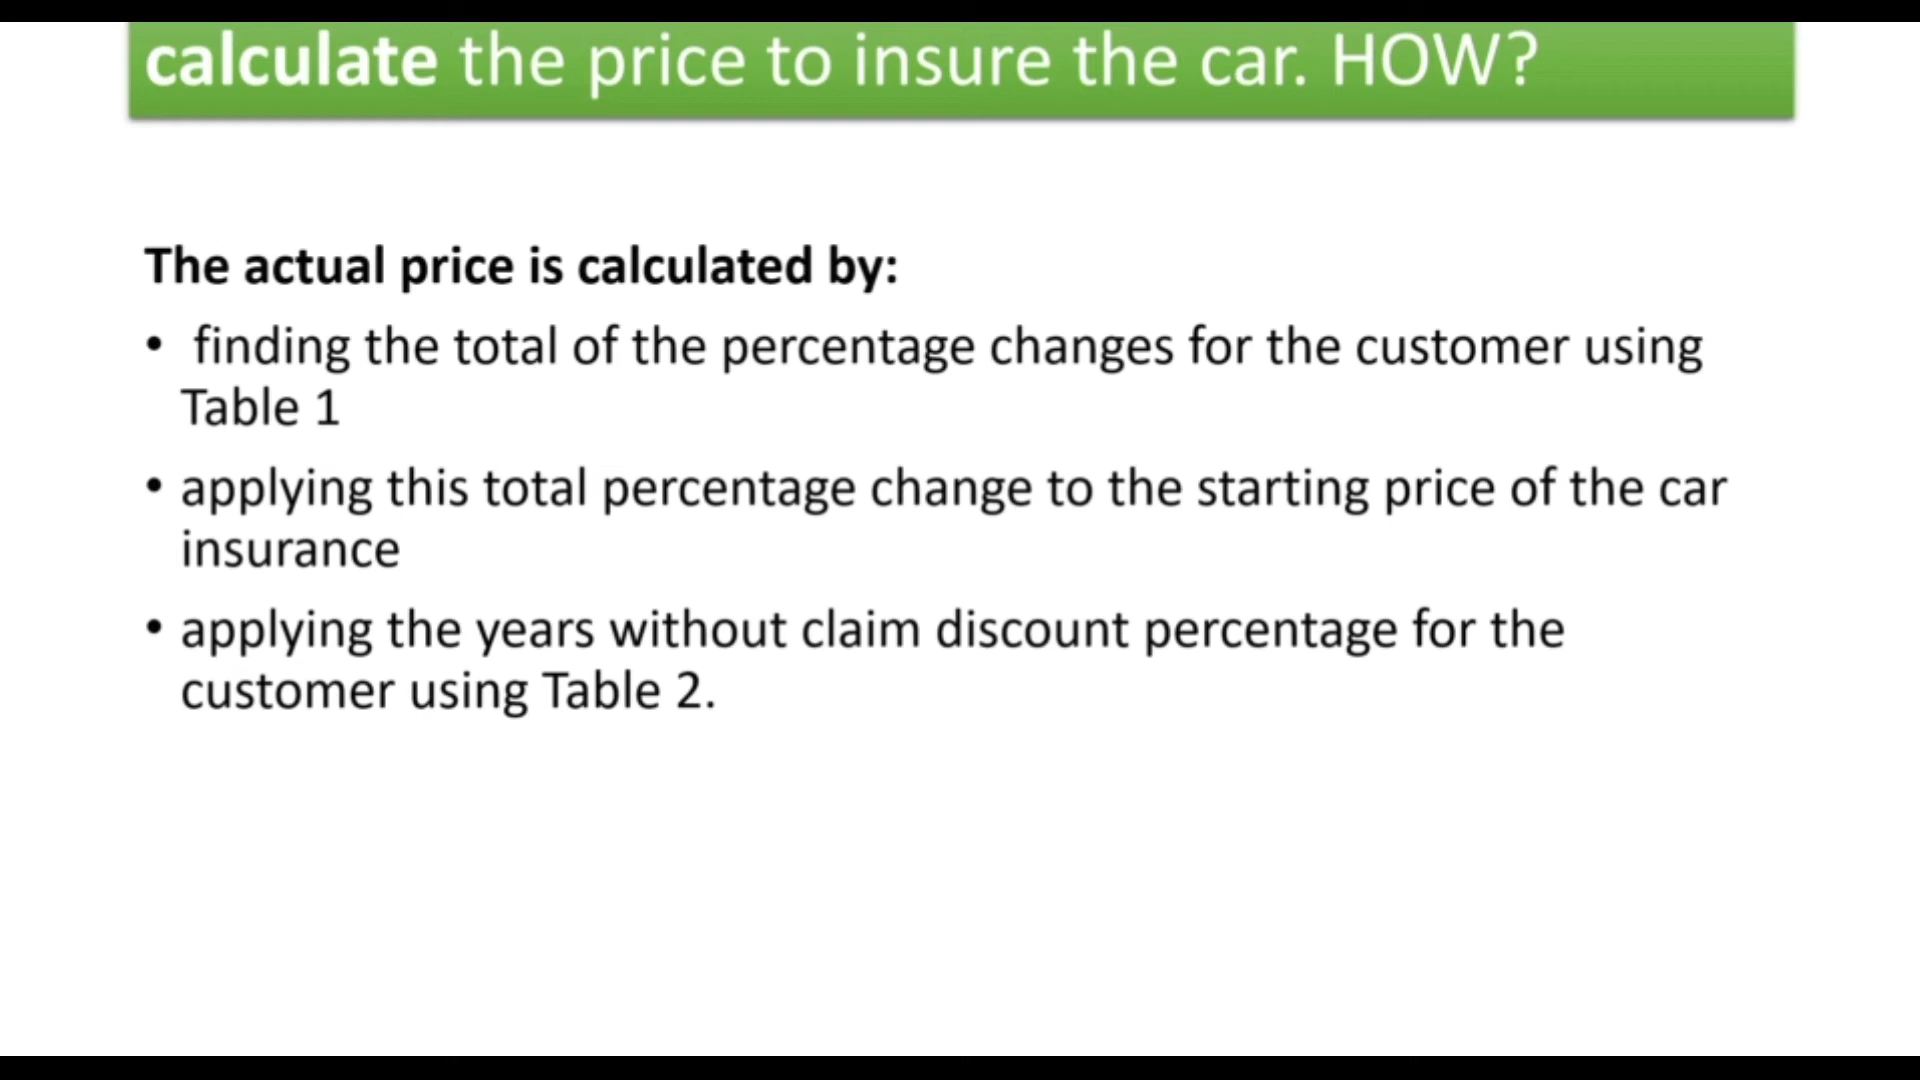 calculate the price to insure the car. HOW?
The actual price is calculated by:
• finding the total of the percentage changes for the customer using
Table 1
• applying this total percentage change to the starting price of the car
insurance
• applying the years without claim discount percentage for the
customer using Table 2.